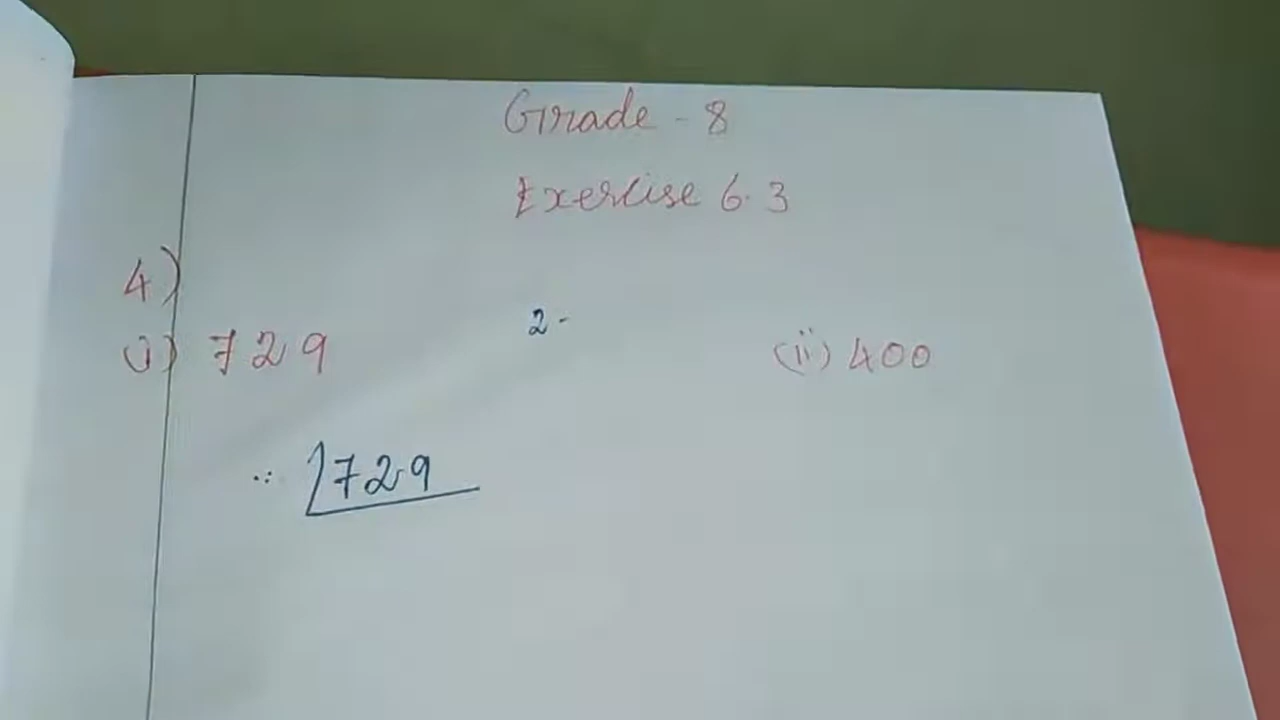 Grade - 8
Exercise 6.3
4)
2 -
(i) 729
(ii) 400
∴ 729